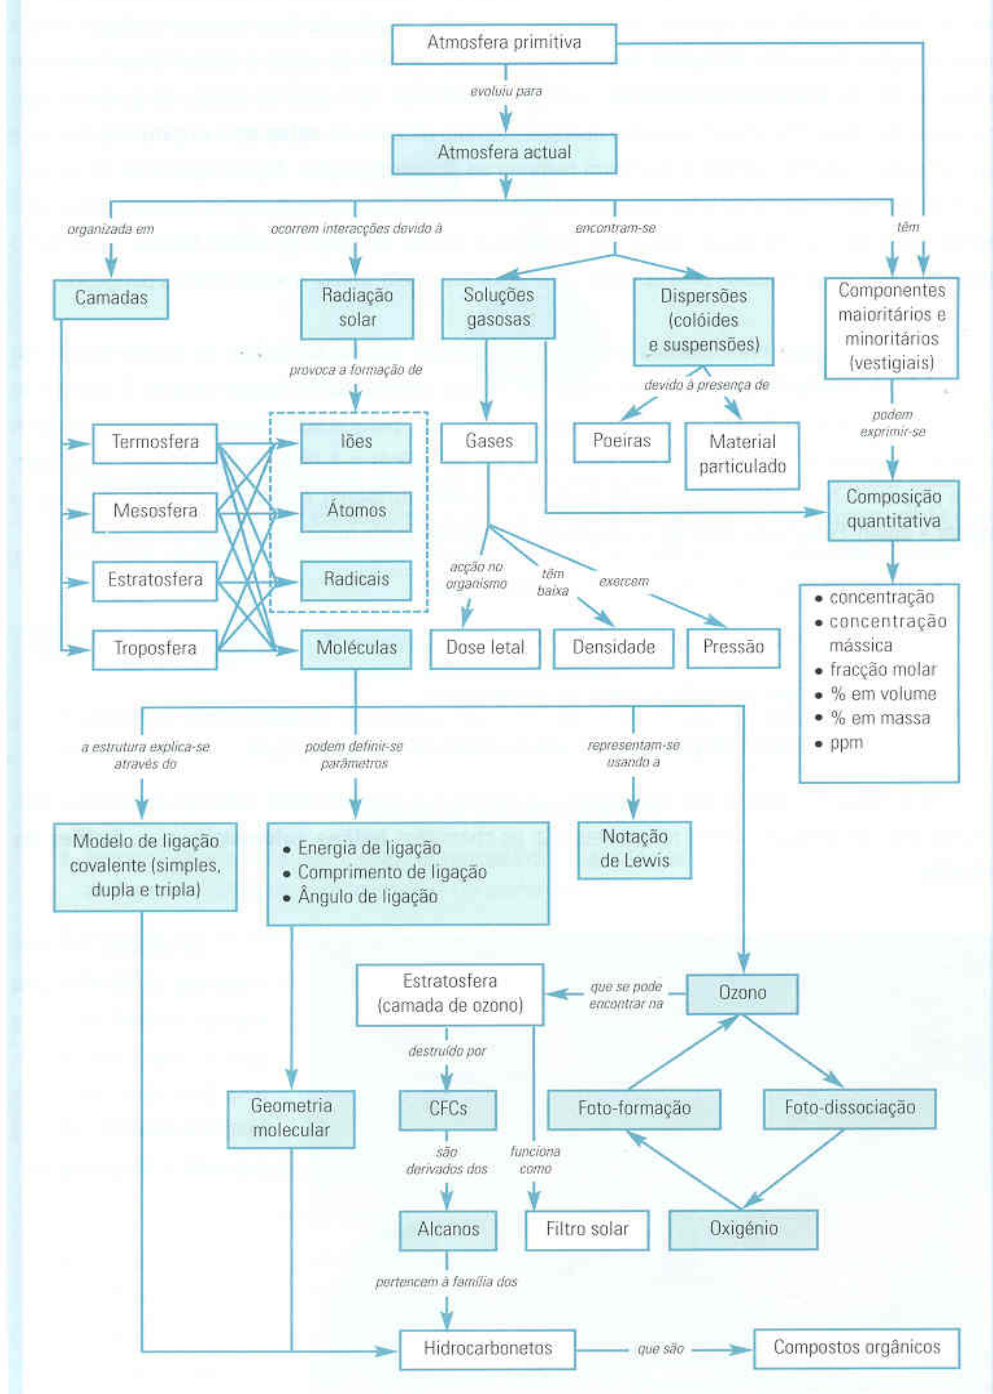 Atmosfera primitiva
evoluiu para
Atmosfera actual
organizada em
ocorrem interacções devido à
encontram-se
têm
Camadas
Radiação
solar
Soluções
gasosas
Dispersões
(colóides
e suspensões)
Componentes
maioritários e
minoritários
(vestigiais)
provoca a formação de
devido à presença de
podem
exprimir-se
Termosfera
Iões
Gases
Poeiras
Material
particulado
Mesosfera
Átomos
Composição
quantitativa
Estratosfera
Radicais
acção no
organismo
têm
baixa
exercem
• concentração
• concentração
mássica
• fracção molar
• % em volume
• % em massa
• ppm
Troposfera
Moléculas
Dose letal
Densidade
Pressão
a estrutura explica-se
através do
podem definir-se
parâmetros
representam-se
usando a
Modelo de ligação
covalente (simples,
dupla e tripla)
• Energia de ligação
• Comprimento de ligação
• Ângulo de ligação
Notação
de Lewis
Estratosfera
(camada de ozono)
que se pode
encontrar na
Ozono
destruído por
Geometria
molecular
CFCs
Foto-formação
Foto-dissociação
são
derivados dos
funciona
como
Alcanos
Filtro solar
Oxigénio
pertencem à família dos
Hidrocarbonetos
que são
Compostos orgânicos